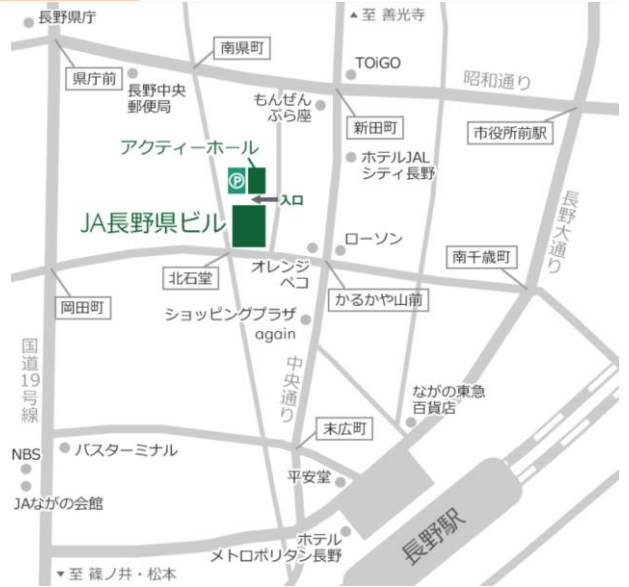 長野県庁
▲至 善光寺
南県町
TOiGO
昭和通り
県庁前
長野中央
郵便局
もんぜん
ぷら座
新田町
市役所前駅
アクティーホール
ホテルJAL
シティ長野
P
入口
JA長野県ビル
長野大通り
オレンジ
ペコ
ローソン
南千歳町
北石堂
かるかや山前
岡田町
ショッピングプラザ
again
国道19号線
中央通り
ながの東急
百貨店
末広町
NBS
バスターミナル
JAながの会館
平安堂
ホテル
メトロポリタン長野
長野駅
▼至 篠ノ井・松本